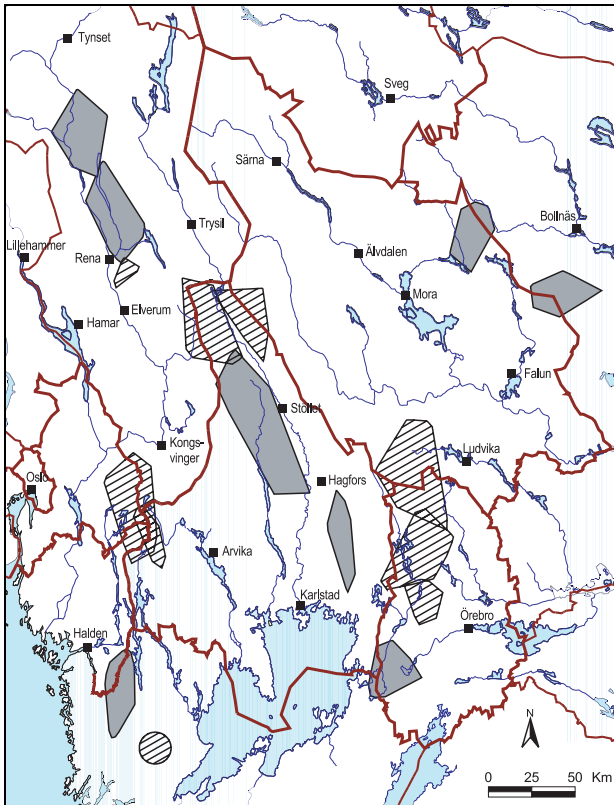 Tynset
Sveg
Särna
Trysil
Bollnäs
Lillehammer
Rena
Älvdalen
Mora
Elverum
Hamar
Falun
Stöllet
Kongs-
vinger
Ludvika
Hagfors
Oslo
Arvika
Karlstad
Örebro
Halden
N
0 25 50 Km